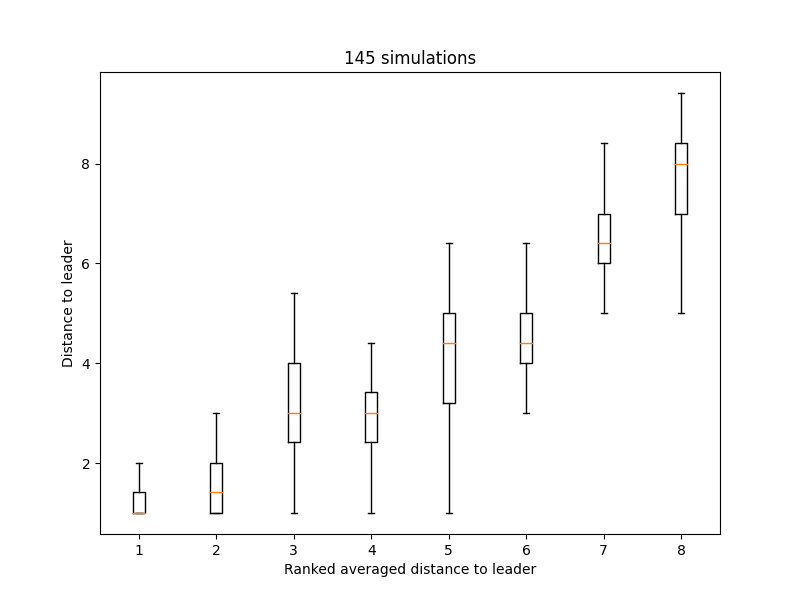 145 simulations
Distance to leader
8
6
4
2
1 2 3 4 5 6 7 8
Ranked averaged distance to leader